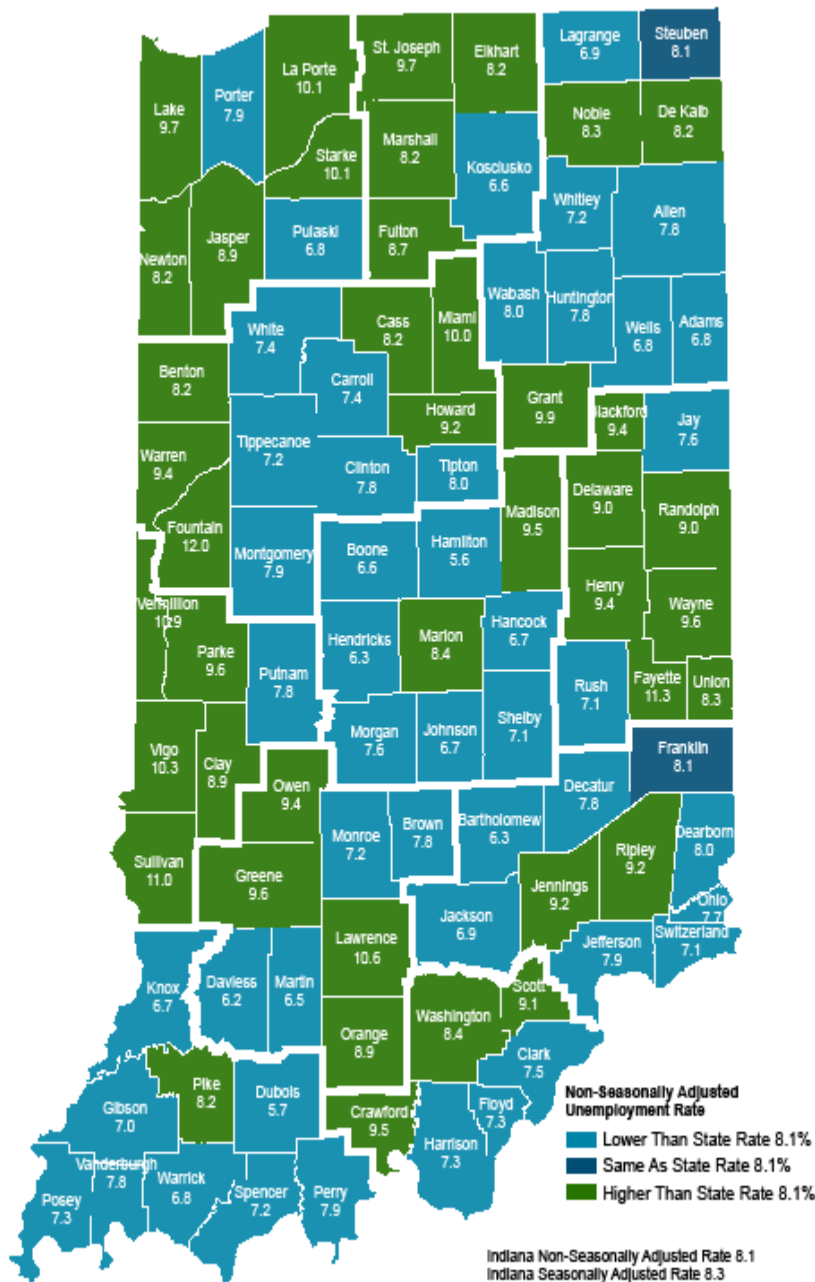 Lake
9.7
Porter
7.9
La Porte
10.1
St. Joseph
9.7
Elkhart
8.2
Lagrange
6.9
Steuben
8.1
Noble
8.3
De Kalb
8.2
Starke
10.1
Marshall
8.2
Kosciusko
6.6
Whitley
7.2
Allen
7.8
Newton
8.2
Jasper
8.9
Pulaski
6.8
Fulton
8.7
Wabash
8.0
Huntington
7.8
Wells
6.8
Adams
6.8
White
7.4
Cass
8.2
Miami
10.0
Benton
8.2
Carroll
7.4
Howard
9.2
Grant
9.9
Blackford
9.4
Jay
7.6
Warren
9.4
Tippecanoe
7.2
Clinton
7.8
Tipton
8.0
Madison
9.5
Delaware
9.0
Randolph
9.0
Fountain
12.0
Montgomery
7.9
Boone
6.6
Hamilton
5.6
Henry
9.4
Wayne
9.6
Vermillion
10.9
Parke
9.6
Putnam
7.8
Hendricks
6.3
Marion
8.4
Hancock
6.7
Rush
7.1
Fayette
11.3
Union
8.3
Vigo
10.3
Clay
8.9
Owen
9.4
Morgan
7.6
Johnson
6.7
Shelby
7.1
Franklin
8.1
Decatur
7.8
Monroe
7.2
Brown
7.8
Bartholomew
6.3
Dearborn
8.0
Sullivan
11.0
Greene
9.6
Jennings
9.2
Ripley
9.2
Ohio
7.7
Lawrence
10.6
Jackson
6.9
Jefferson
7.9
Switzerland
7.1
Knox
6.7
Daviess
6.2
Martin
6.5
Orange
8.9
Washington
8.4
Scott
9.1
Clark
7.5
Gibson
7.0
Pike
8.2
Dubois
5.7
Crawford
9.5
Harrison
7.3
Floyd
7.3
Posey
7.3
Vanderburgh
7.8
Warrick
6.8
Spencer
7.2
Perry
7.9
Non-Seasonally Adjusted
Unemployment Rate
Lower Than State Rate 8.1%
Same As State Rate 8.1%
Higher Than State Rate 8.1%
Indiana Non-Seasonally Adjusted Rate 8.1
Indiana Seasonally Adjusted Rate 8.3